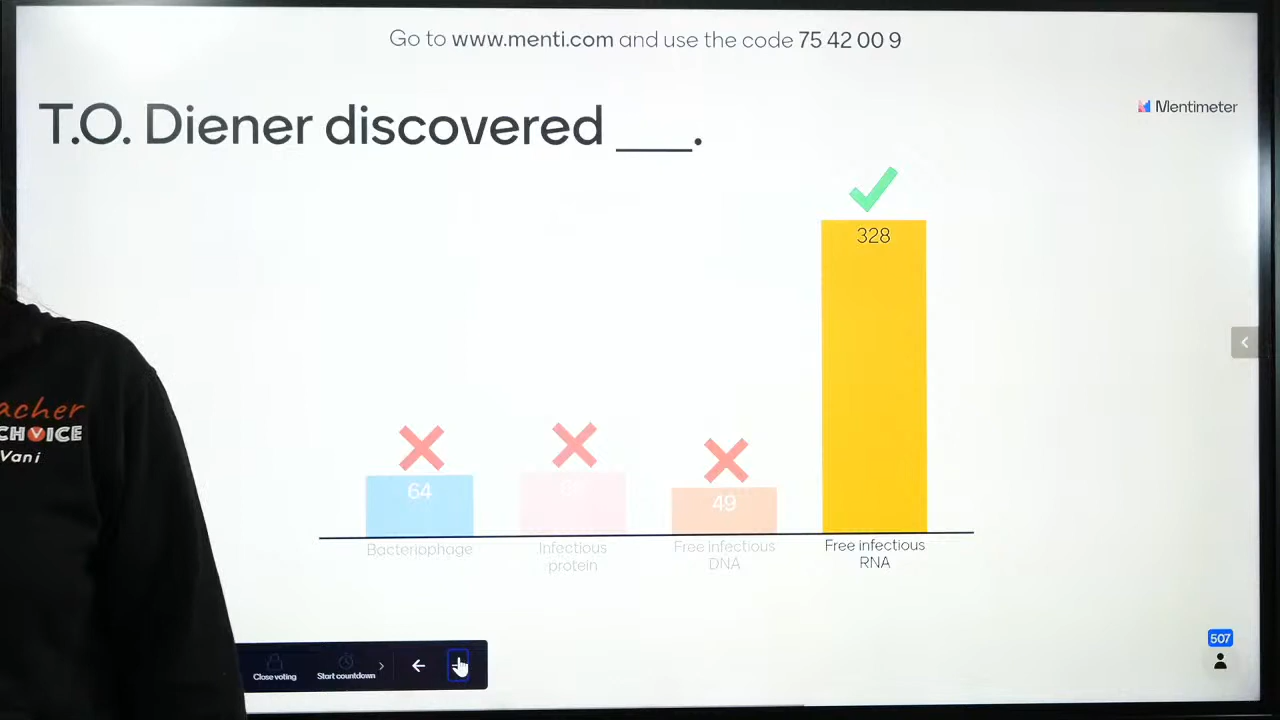 Go to www.menti.com and use the code 75 42 00 9
Mentimeter
T.O. Diener discovered ___.
328
64
49
Bacteriophage
Infectious
protein
Free infectious
DNA
Free infectious
RNA
acher
CHVICE
Vani
Close voting
Start countdown
507